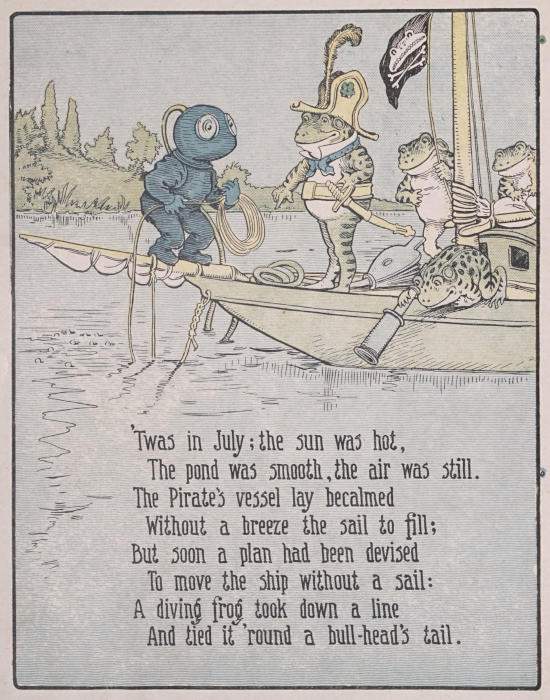 'Twas in July; the sun was hot,
The pond was smooth, the air was still.
The Pirate's vessel lay becalmed
Without a breeze the sail to fill;
But soon a plan had been devised
To move the ship without a sail:
A diving frog took down a line
And tied it 'round a bull-head's tail.